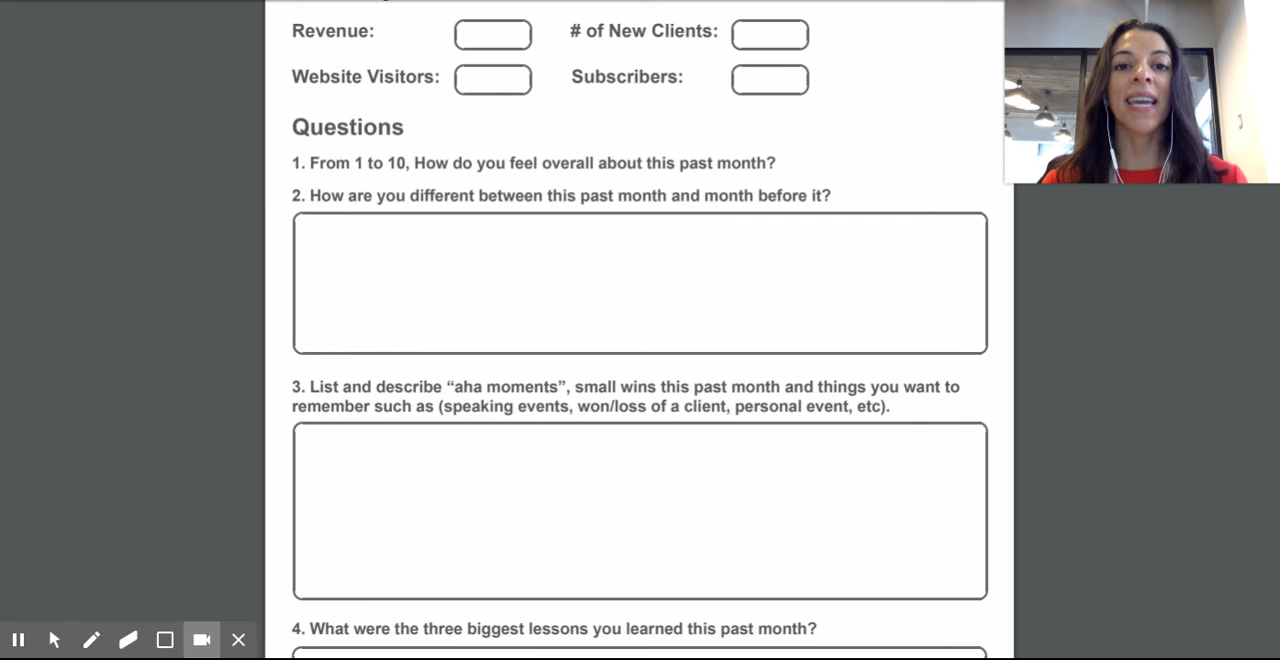 Revenue: # of New Clients:
Website Visitors: Subscribers:
Questions
1. From 1 to 10, How do you feel overall about this past month?
2. How are you different between this past month and month before it?
3. List and describe “aha moments”, small wins this past month and things you want to
remember such as (speaking events, won/loss of a client, personal event, etc).
4. What were the three biggest lessons you learned this past month?